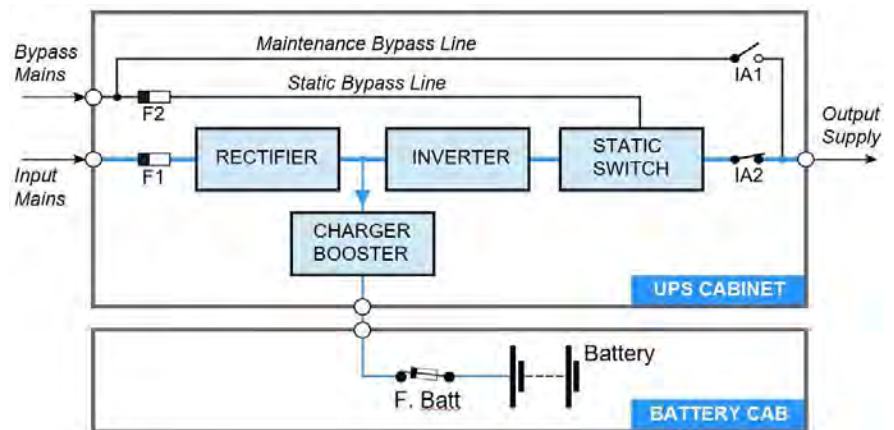 Bypass
Mains
Maintenance Bypass Line
IA1
Static Bypass Line
F2
Output
Supply
RECTIFIER
INVERTER
STATIC
SWITCH
F1
IA2
Input
Mains
CHARGER
BOOSTER
UPS CABINET
Battery
F. Batt
BATTERY CAB